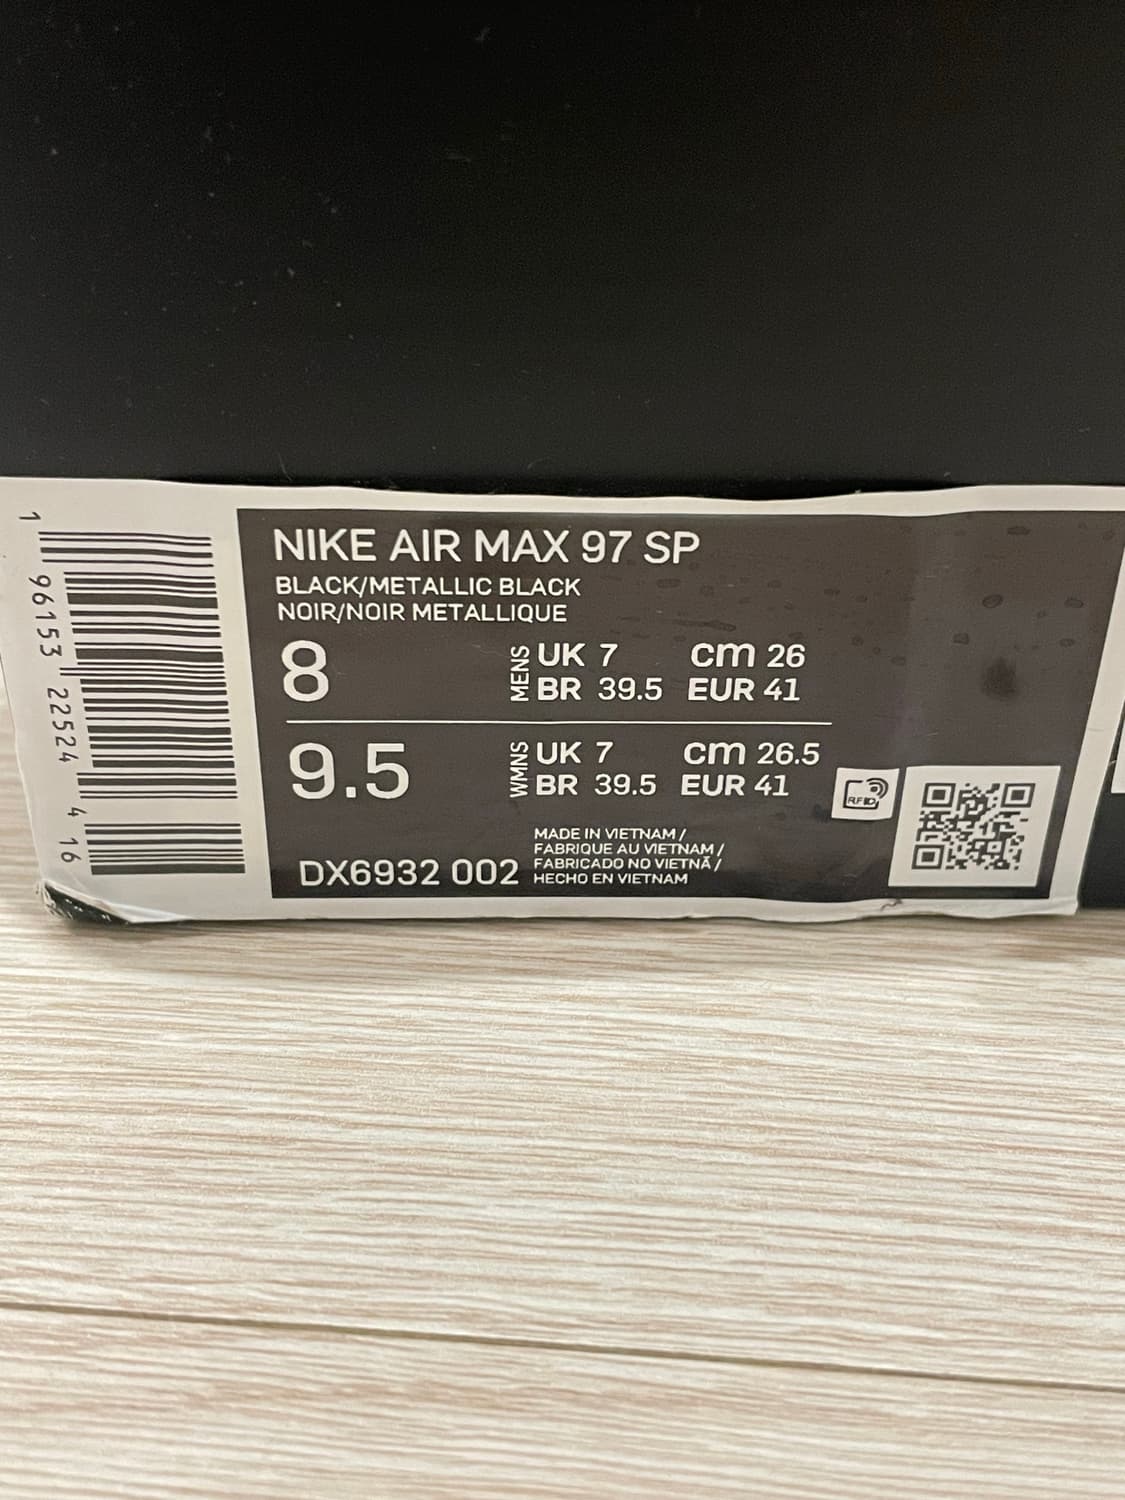 NIKE AIR MAX 97 SP
BLACK/METALLIC BLACK
NOIR/NOIR METALLIQUE
8 MENS UK 7 cm 26
BR 39.5 EUR 41
9.5 WMNS UK 7 cm 26.5
BR 39.5 EUR 41
RFID
MADE IN VIETNAM /
FABRIQUE AU VIETNAM /
FABRICADO NO VIETNÃ /
HECHO EN VIETNAM
DX6932 002
1 96153 22524 4 16